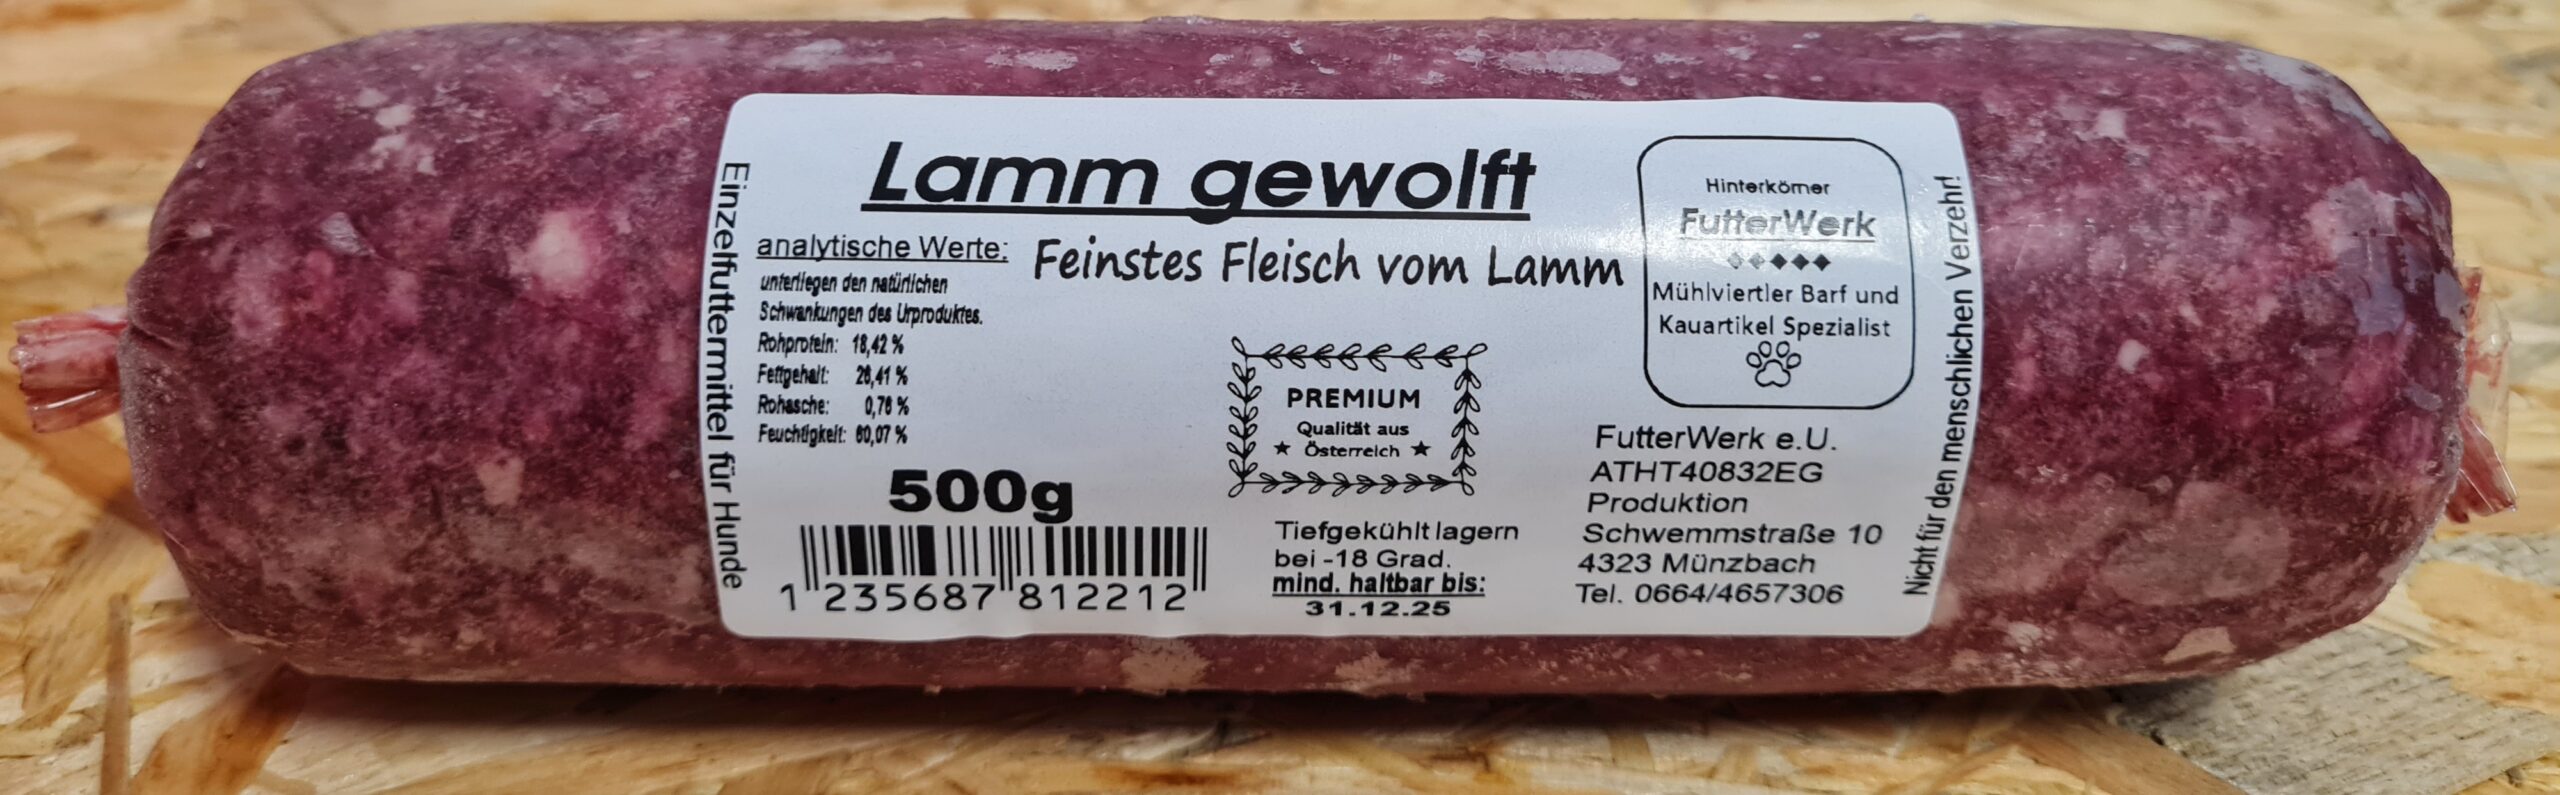 Lamm gewolft
Feinstes Fleisch vom Lamm
Einzelfuttermittel für Hunde
analytische Werte:
unterliegen den natürlichen
Schwankungen des Urproduktes.
Rohprotein: 18,42 %
Fettgehalt: 
Rohasche: 0,76 %
Feuchtigkeit: 60,07 %
500g
1 235687 812212
PREMIUM
Qualität aus
★ Österreich ★
Tiefgekühlt lagern
bei -18 Grad.
mind. haltbar bis:
31.12.25
Hinterkörner
FutterWerk
Mühlviertler Barf und
Kauartikel Spezialist
FutterWerk e.U.
ATHT40832EG
Produktion
Schwemmstraße 10
4323 Münzbach
Tel. 0664/4657306
Nicht für den menschlichen Verzehr!